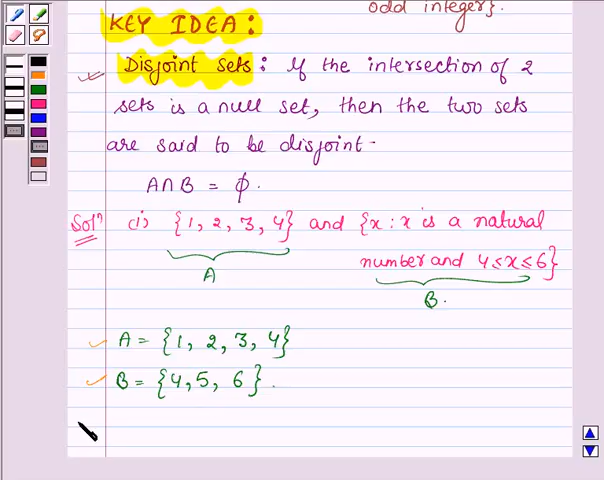 odd integer}.
KEY IDEA:
Disjoint sets: If the intersection of 2
sets is a null set, then the two sets
are said to be disjoint-
A∩B = ϕ.
Solⁿ (i) {1, 2, 3, 4} and {x : x is a natural
number and 4≤x≤6}
A
B.
A = {1, 2, 3, 4}
B = {4, 5, 6}.